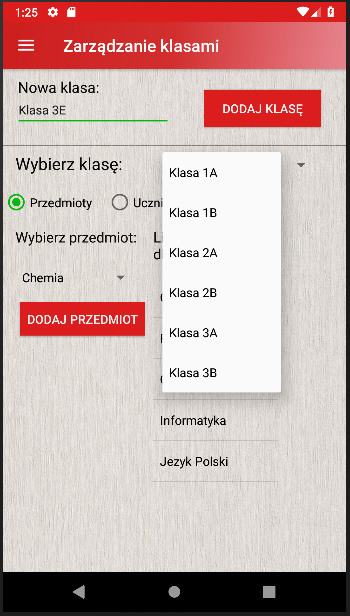 1:25
Zarządzanie klasami
Nowa klasa:
Klasa 3E
DODAJ KLASĘ
Wybierz klasę:
Klasa 1A
Klasa 1B
Klasa 2A
Klasa 2B
Klasa 3A
Klasa 3B
Przedmioty
Wybierz przedmiot:
Chemia
DODAJ PRZEDMIOT
Informatyka
Jezyk Polski